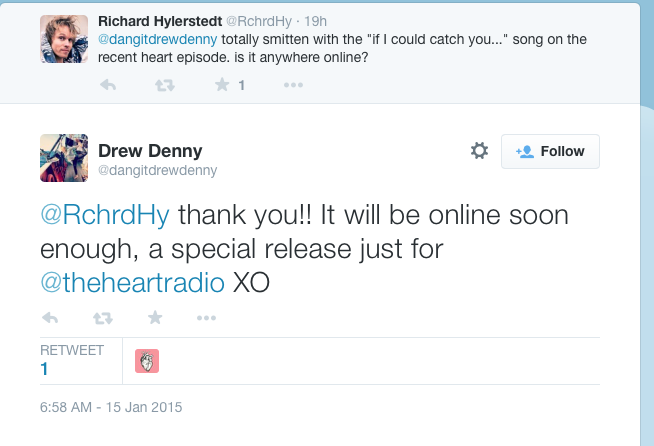 Richard Hylerstedt @RchrdHy · 19h
@dangitdrewdenny totally smitten with the "if I could catch you..." song on the
recent heart episode. is it anywhere online?
1
Drew Denny
@dangitdrewdenny
Follow
@RchrdHy thank you!! It will be online soon
enough, a special release just for
@theheartradio XO
RETWEET
1
6:58 AM - 15 Jan 2015